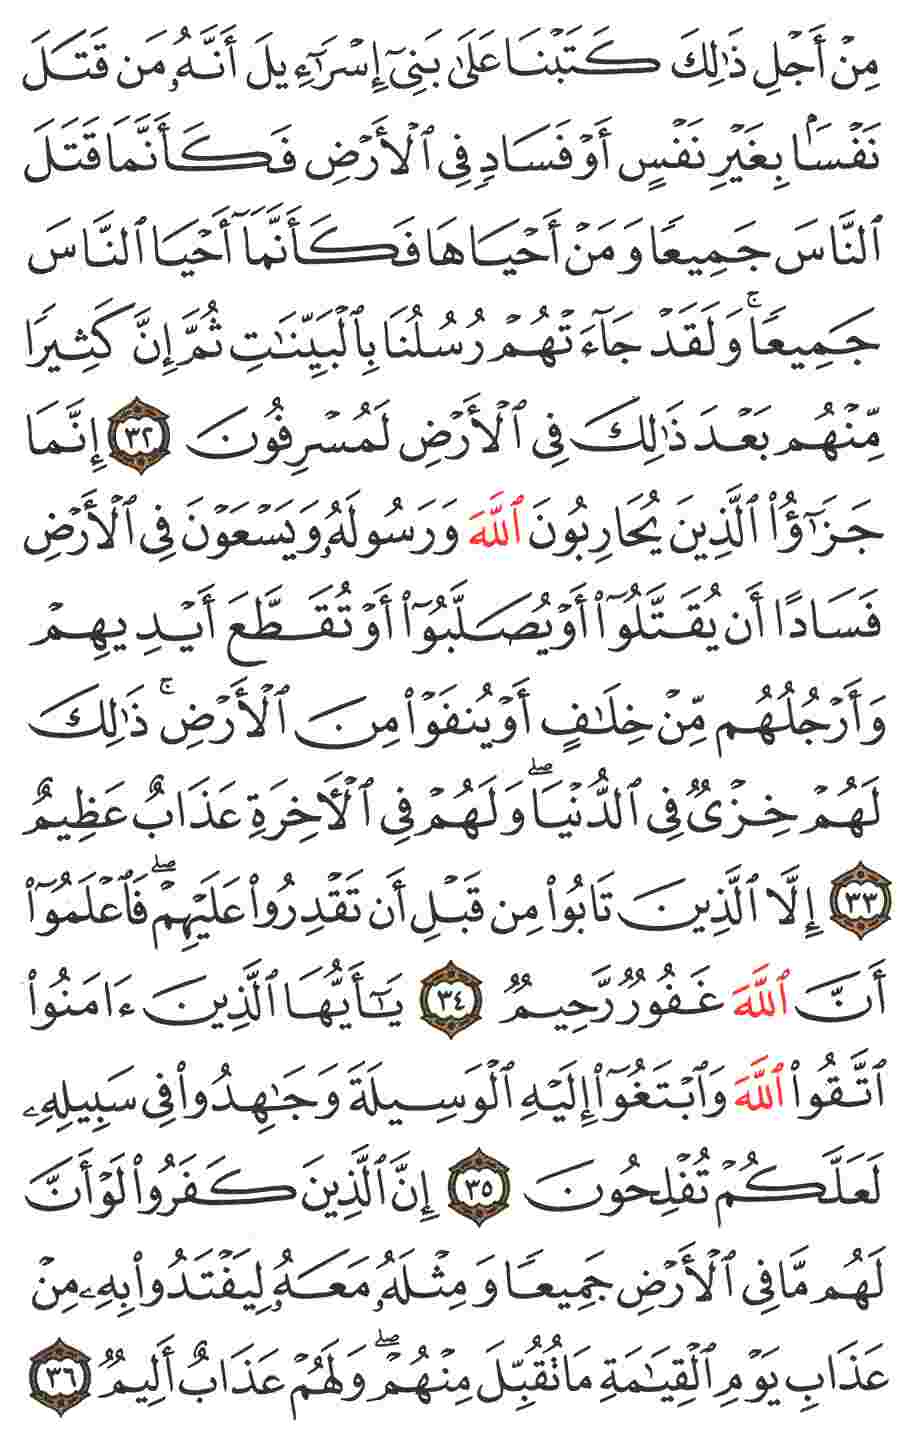 مِنْ أَجْلِ ذَٰلِكَ كَتَبْنَا عَلَىٰ بَنِىٓ إِسْرَٰٓءِيلَ أَنَّهُۥ مَن قَتَلَ
نَفْسًۢا بِغَيْرِ نَفْسٍ أَوْ فَسَادٍ فِى ٱلْأَرْضِ فَكَأَنَّمَا قَتَلَ
ٱلنَّاسَ جَمِيعًا وَمَنْ أَحْيَاهَا فَكَأَنَّمَآ أَحْيَا ٱلنَّاسَ
جَمِيعًا ۚ وَلَقَدْ جَآءَتْهُمْ رُسُلُنَا بِٱلْبَيِّنَٰتِ ثُمَّ إِنَّ كَثِيرًا
مِّنْهُم بَعْدَ ذَٰلِكَ فِى ٱلْأَرْضِ لَمُسْرِفُونَ ٣٢ إِنَّمَا
جَزَٰٓؤُا۟ ٱلَّذِينَ يُحَارِبُونَ ٱللَّهَ وَرَسُولَهُۥ وَيَسْعَوْنَ فِى ٱلْأَرْضِ
فَسَادًا أَن يُقَتَّلُوٓا۟ أَوْ يُصَلَّبُوٓا۟ أَوْ تُقَطَّعَ أَيْدِيهِمْ
وَأَرْجُلُهُم مِّنْ خِلَٰفٍ أَوْ يُنفَوْا۟ مِنَ ٱلْأَرْضِ ۚ ذَٰلِكَ
لَهُمْ خِزْىٌ فِى ٱلدُّنْيَا ۖ وَلَهُمْ فِى ٱلْءَاخِرَةِ عَذَابٌ عَظِيمٌ
٣٣ إِلَّا ٱلَّذِينَ تَابُوا۟ مِن قَبْلِ أَن تَقْدِرُوا۟ عَلَيْهِمْ ۖ فَٱعْلَمُوٓا۟
أَنَّ ٱللَّهَ غَفُورٌ رَّحِيمٌ ٣٤ يَٰٓأَيُّهَا ٱلَّذِينَ ءَامَنُوا۟
ٱتَّقُوا۟ ٱللَّهَ وَٱبْتَغُوٓا۟ إِلَيْهِ ٱلْوَسِيلَةَ وَجَٰهِدُوا۟ فِى سَبِيلِهِۦ
لَعَلَّكُمْ تُفْلِحُونَ ٣٥ إِنَّ ٱلَّذِينَ كَفَرُوا۟ لَوْ أَنَّ
لَهُم مَّا فِى ٱلْأَرْضِ جَمِيعًا وَمِثْلَهُۥ مَعَهُۥ لِيَفْتَدُوا۟ بِهِۦ مِنْ
عَذَابِ يَوْمِ ٱلْقِيَٰمَةِ مَا تُقُبِّلَ مِنْهُمْ ۖ وَلَهُمْ عَذَابٌ أَلِيمٌ ٣٦